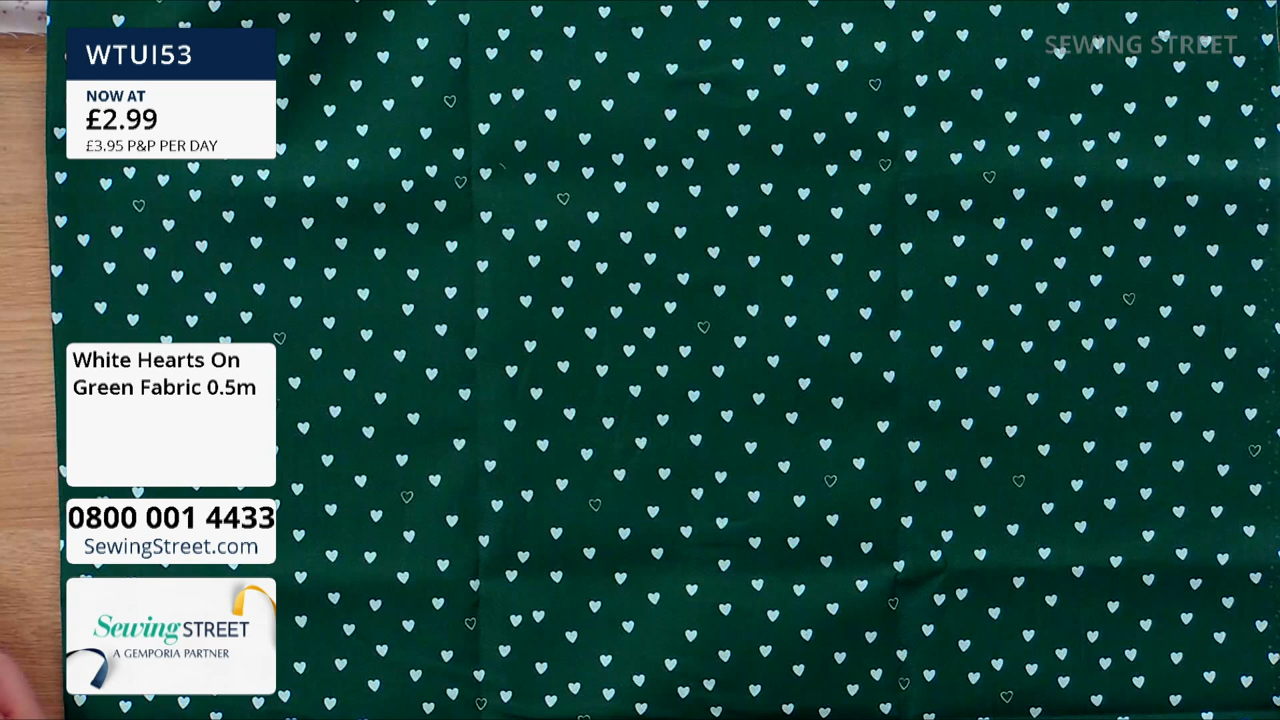 WTUI53
NOW AT
£2.99
£3.95 P&P PER DAY
SEWING STREET
White Hearts On
Green Fabric 0.5m
0800 001 4433
SewingStreet.com
Sewing STREET
A GEMPORIA PARTNER